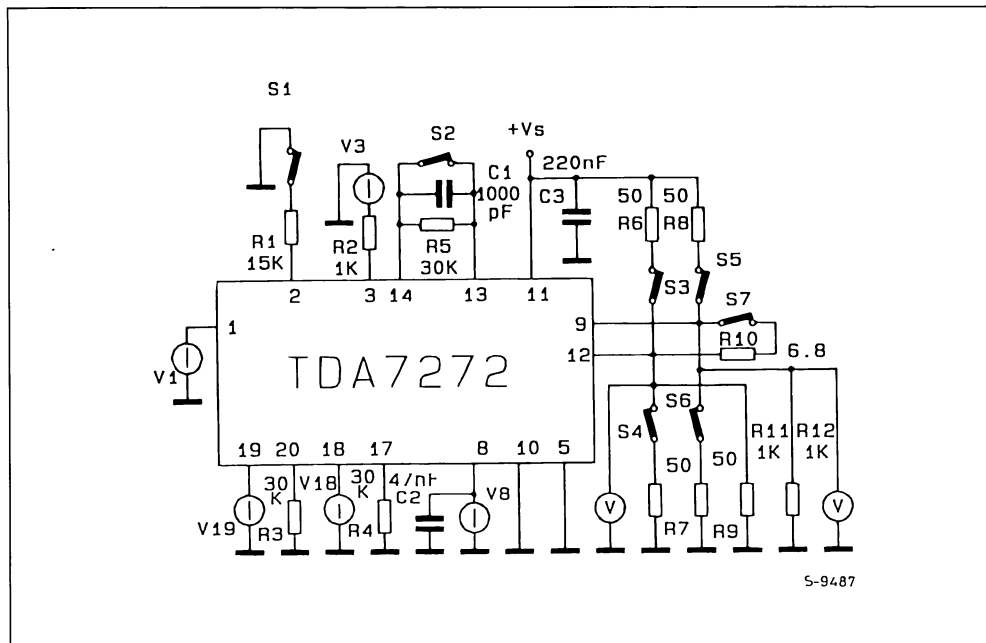 S1
V3
S2
C1
1000
pF
+Vs
220nF
C3
50
50
R6
R8
R1
15K
R2
1K
R5
30K
S3
S5
S7
2
3
14
13
11
1
9
12
R10
6.8
V1
TDA7272
S4
S6
R11
1K
R12
1K
19
20
18
17
8
10
5
30
K
V18
30
K
4/nF
C2
V8
50
50
V19
R3
R4
V
R7
R9
V
S-9487